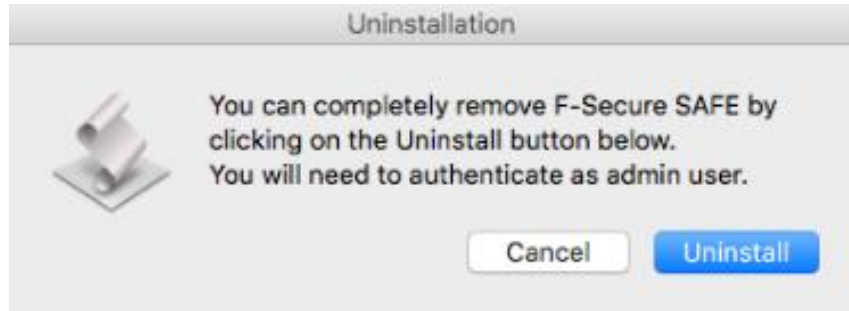 Uninstallation
You can completely remove F-Secure SAFE by
clicking on the Uninstall button below.
You will need to authenticate as admin user.
Cancel
Uninstall